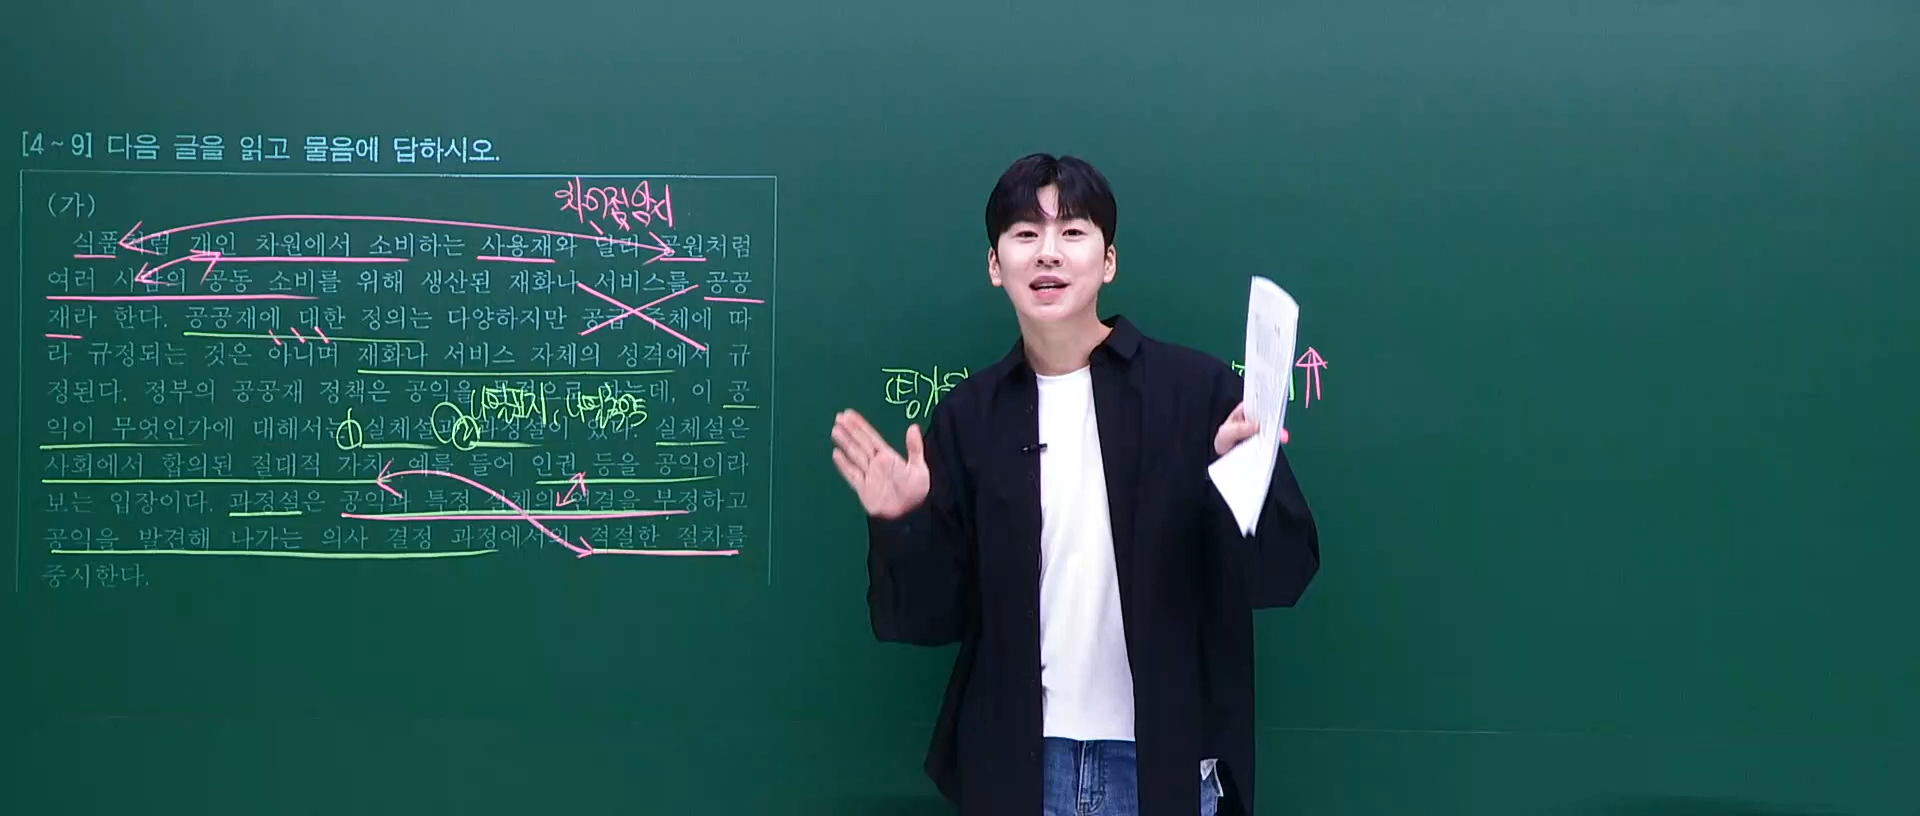 [4~9] 다음 글을 읽고 물음에 답하시오.
(가)
차이점 암시
식품처럼 개인 차원에서 소비하는 사용재와 달리 공원처럼
여러 사람의 공동 소비를 위해 생산된 재화나 서비스를 공공
재라 한다. 공공재에 대한 정의는 다양하지만 공급 주체에 따
라 규정되는 것은 아니며 재화나 서비스 자체의 성격에서 규
정된다. 정부의 공공재 정책은 공익을 목적으로 하는데, 이 공
익이 무엇인가에 대해서는 실체설과 과정설이 있다. 실체설은
① ②
사회에서 합의된 절대적 가치, 예를 들어 인권 등을 공익이라
보는 입장이다. 과정설은 공익과 특정 실체의 연결을 부정하고
공익을 발견해 나가는 의사 결정 과정에서의 적절한 절차를
중시한다.